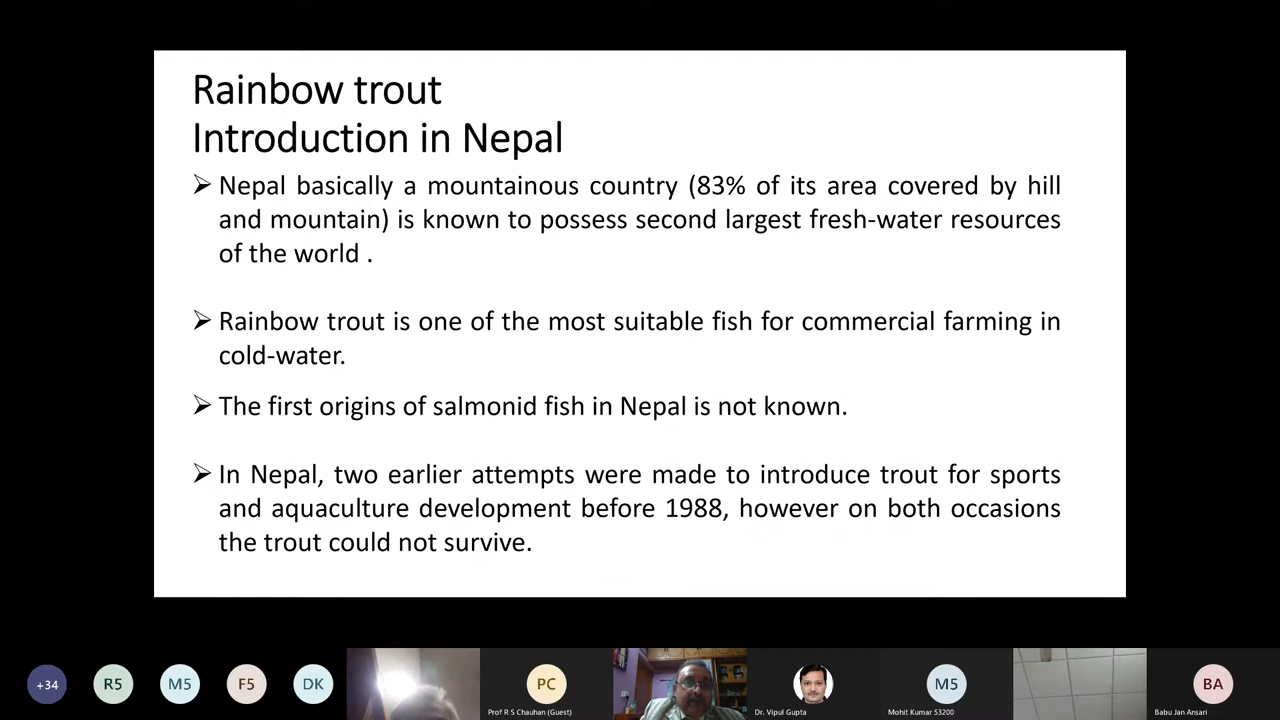 Rainbow trout
Introduction in Nepal
➢ Nepal basically a mountainous country (83% of its area covered by hill
and mountain) is known to possess second largest fresh-water resources
of the world .
➢ Rainbow trout is one of the most suitable fish for commercial farming in
cold-water.
➢ The first origins of salmonid fish in Nepal is not known.
➢ In Nepal, two earlier attempts were made to introduce trout for sports
and aquaculture development before 1988, however on both occasions
the trout could not survive.
+34
R5
M5
F5
DK
PC
Prof R S Chauhan (Guest)
Dr. Vipul Gupta
M5
Mohit Kumar 53200
BA
Babu Jan Ansari